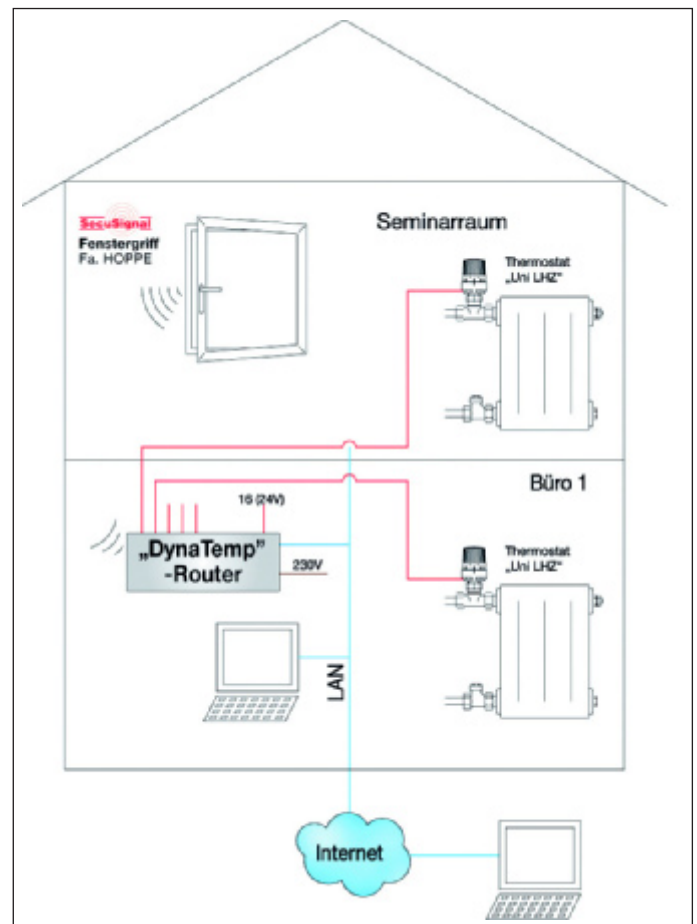 SecuSignal
Fenstergriff
Fa. HOPPE
Seminarraum
Thermostat
„Uni LHZ"
Büro 1
16 (24V)
„DynaTemp"
-Router
230V
Thermostat
„Uni LHZ"
LAN
Internet